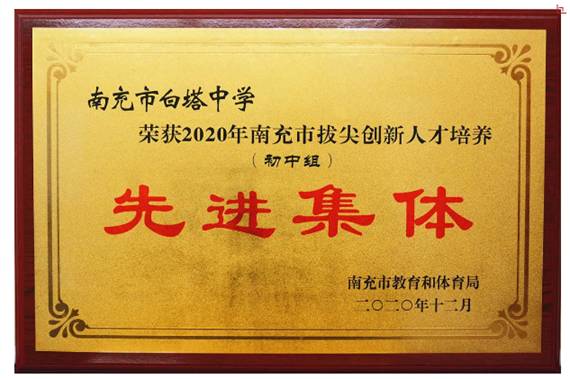 南充市白塔中学
荣获2020年南充市拔尖创新人才培养
（初中组）
先进集体
南充市教育和体育局
二〇二〇年十二月